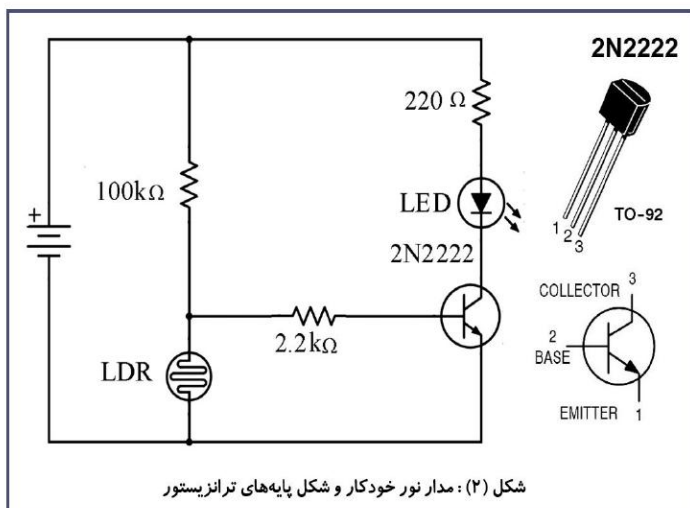 2N2222
220 Ω
100kΩ
+
LED
1 2 3
TO-92
2N2222
COLLECTOR 3
2
BASE
2.2kΩ
LDR
EMITTER 1
شکل (۲) : مدار نور خودکار و شکل پایه‌های ترانزیستور